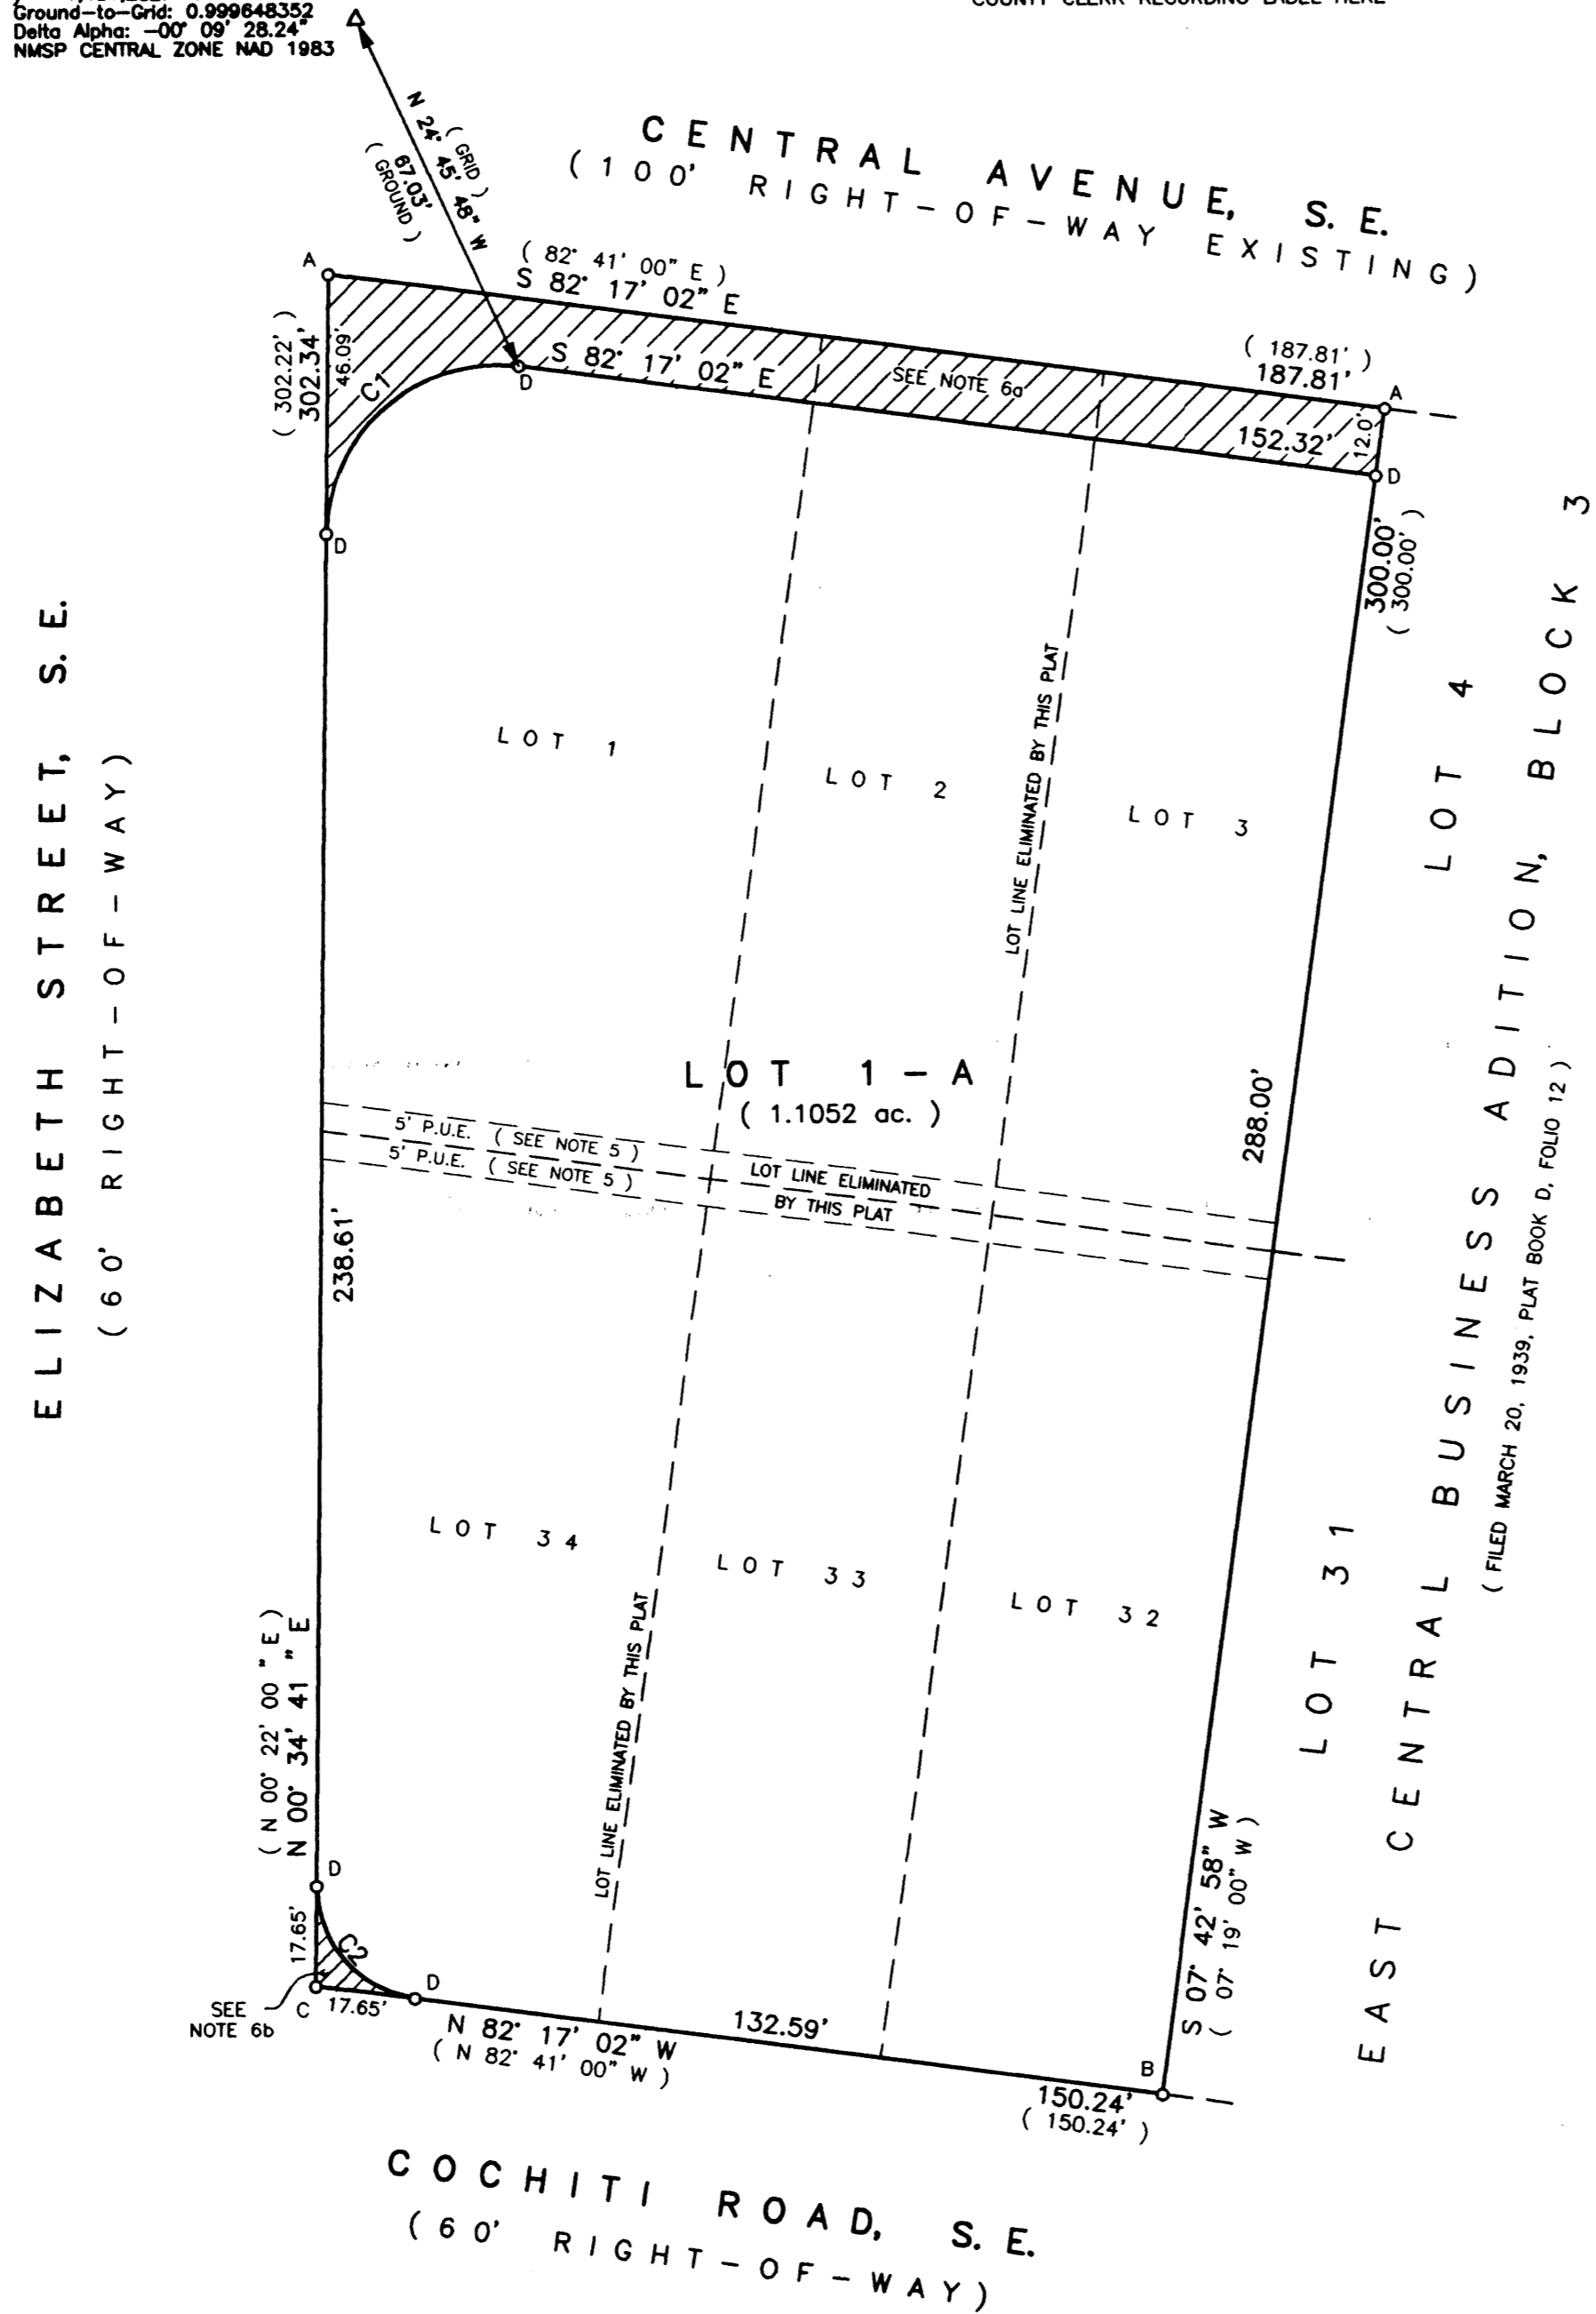 Ground-to-Grid: 0.999648352
Delta Alpha: -00° 09' 28.24"
NMSP CENTRAL ZONE NAD 1983
N 24° 45' 48" W
( GRID )
67.03'
( GROUND )
CENTRAL AVENUE, S. E.
( 100' RIGHT-OF-WAY EXISTING )
( 82° 41' 00" E )
S 82° 17' 02" E
A
( 302.22' )
302.34'
46.09'
C1
D
S 82° 17' 02" E
SEE NOTE 6a
( 187.81' )
187.81'
A
152.32'
12.0'
D
D
300.00'
( 300.00' )
ELIZABETH STREET, S. E.
( 60' RIGHT-OF-WAY )
LOT 1
LOT 2
LOT 3
LOT LINE ELIMINATED BY THIS PLAT
LOT 4
LOT 1-A
( 1.1052 ac. )
288.00'
5' P.U.E. ( SEE NOTE 5 )
5' P.U.E. ( SEE NOTE 5 )
LOT LINE ELIMINATED
BY THIS PLAT
238.61'
EAST CENTRAL BUSINESS ADITION, BLOCK 3
( FILED MARCH 20, 1939, PLAT BOOK D, FOLIO 12 )
LOT 34
LOT 33
LOT 32
LOT 31
LOT LINE ELIMINATED BY THIS PLAT
( N 00° 22' 00 " E )
N 00° 34' 41 " E
S 07° 42' 58" W
( 07° 19' 00" W )
D
17.65'
C2
D
SEE
NOTE 6b
C
17.65'
N 82° 17' 02" W
( N 82° 41' 00" W )
132.59'
B
150.24'
( 150.24' )
COCHITI ROAD, S. E.
( 60' RIGHT-OF-WAY )